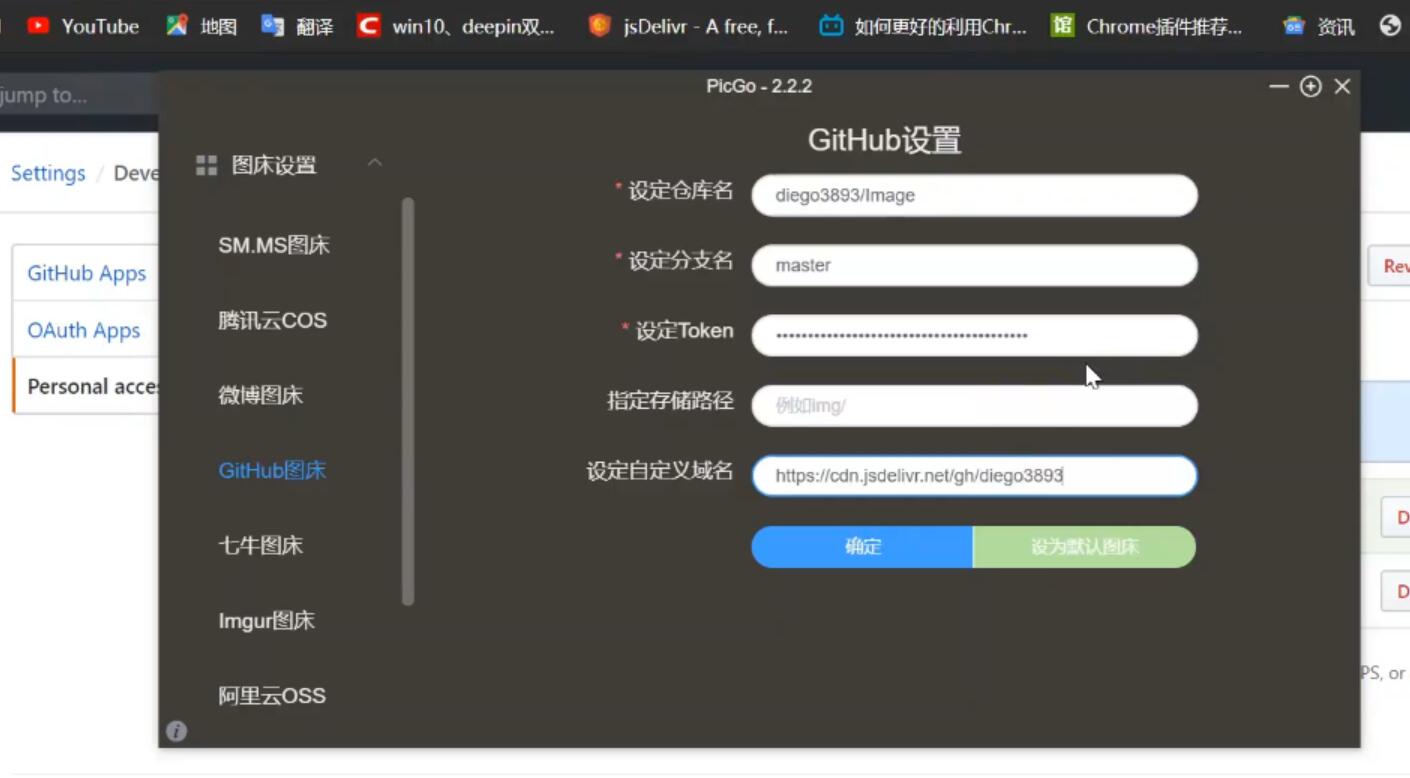 YouTube 地图 翻译 win10、deepin双... jsDelivr - A free, f... 如何更好的利用Chr... 馆 Chrome插件推荐... 资讯
jump to...
PicGo - 2.2.2
GitHub设置
Settings / Deve
图床设置
* 设定仓库名 diego3893/Image
SM.MS图床
* 设定分支名 master
GitHub Apps
Rev
腾讯云COS
* 设定Token ••••••••••••••••••••••••••••••••••••••••
OAuth Apps
Personal acces
微博图床
指定存储路径 例如img/
GitHub图床
设定自定义域名 https://cdn.jsdelivr.net/gh/diego3893
D
七牛图床
确定 设为默认图床
D
Imgur图床
PS, or
阿里云OSS